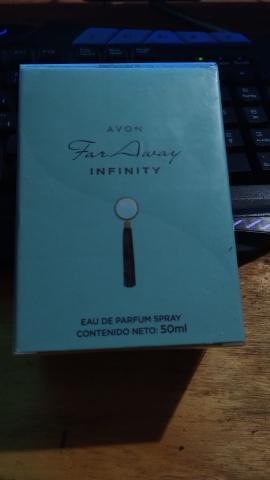 AVON
Far Away
INFINITY
EAU DE PARFUM SPRAY
CONTENIDO NETO: 50ml